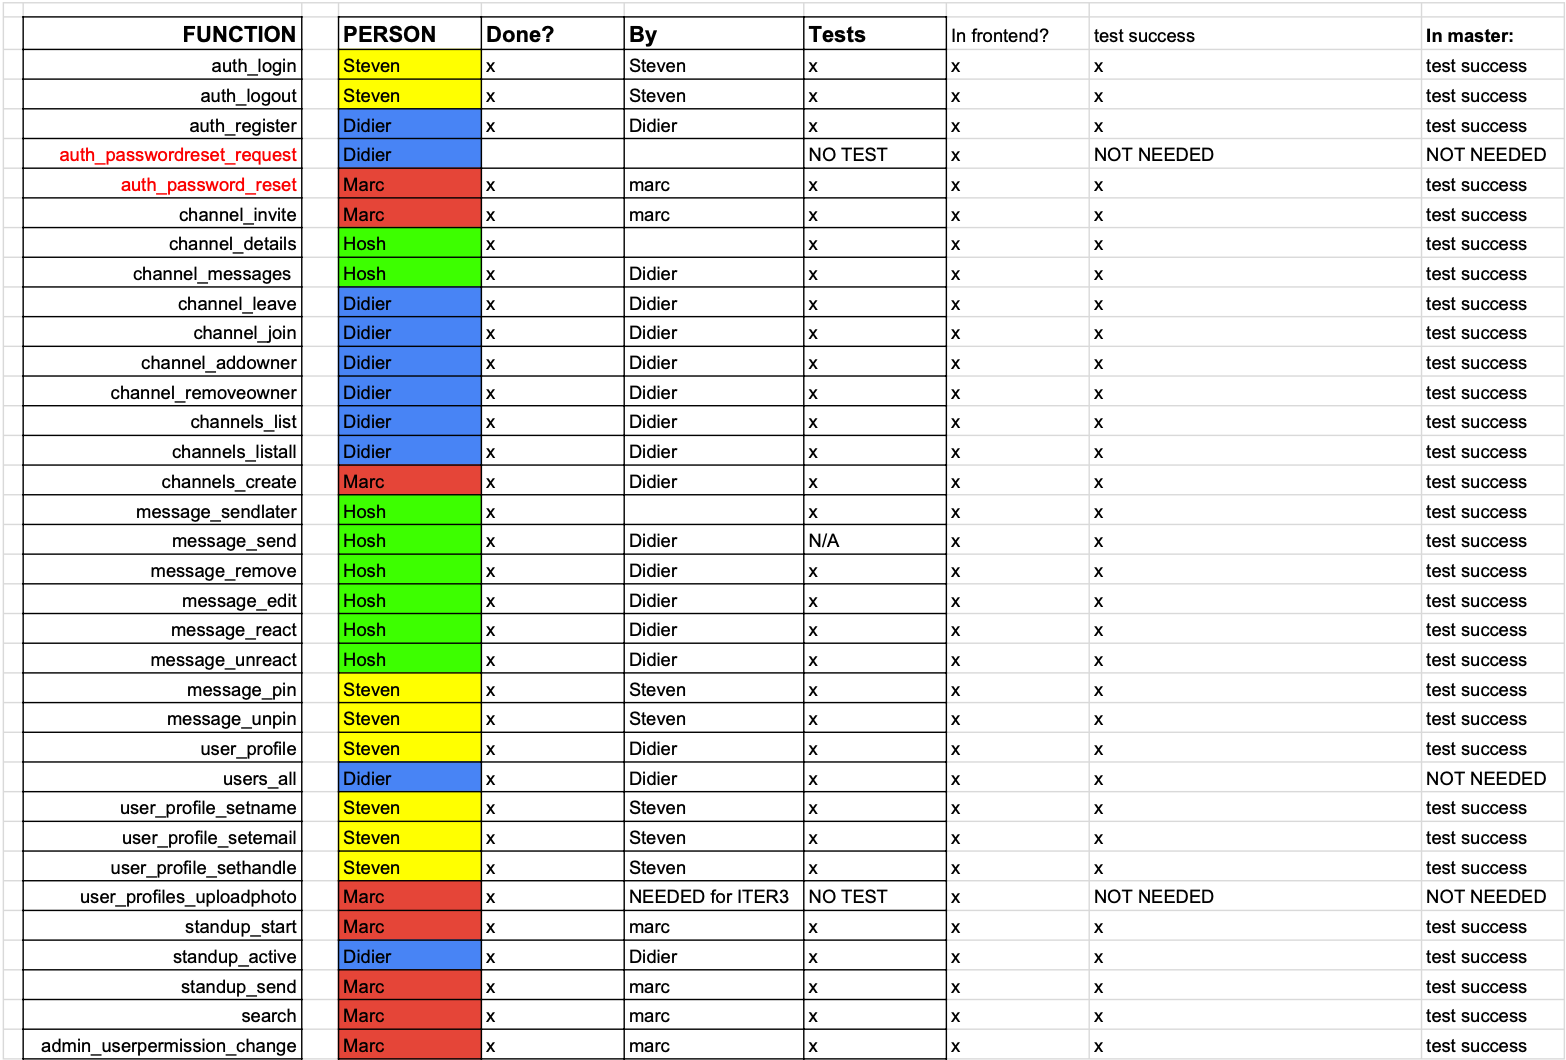 FUNCTION PERSON Done? By Tests In frontend? test success In master:
auth_login Steven x Steven x x x test success
auth_logout Steven x Steven x x x test success
auth_register Didier x Didier x x x test success
auth_passwordreset_request Didier NO TEST x NOT NEEDED NOT NEEDED
auth_password_reset Marc x marc x x x test success
channel_invite Marc x marc x x x test success
channel_details Hosh x x x x test success
channel_messages Hosh x Didier x x x test success
channel_leave Didier x Didier x x x test success
channel_join Didier x Didier x x x test success
channel_addowner Didier x Didier x x x test success
channel_removeowner Didier x Didier x x x test success
channels_list Didier x Didier x x x test success
channels_listall Didier x Didier x x x test success
channels_create Marc x Didier x x x test success
message_sendlater Hosh x x x x test success
message_send Hosh x Didier N/A x x test success
message_remove Hosh x Didier x x x test success
message_edit Hosh x Didier x x x test success
message_react Hosh x Didier x x x test success
message_unreact Hosh x Didier x x x test success
message_pin Steven x Steven x x x test success
message_unpin Steven x Steven x x x test success
user_profile Steven x Didier x x x test success
users_all Didier x Didier x x x NOT NEEDED
user_profile_setname Steven x Steven x x x test success
user_profile_setemail Steven x Steven x x x test success
user_profile_sethandle Steven x Steven x x x test success
user_profiles_uploadphoto Marc x NEEDED for ITER3 NO TEST x NOT NEEDED NOT NEEDED
standup_start Marc x marc x x x test success
standup_active Didier x Didier x x x test success
standup_send Marc x marc x x x test success
search Marc x marc x x x test success
admin_userpermission_change Marc x marc x x x test success